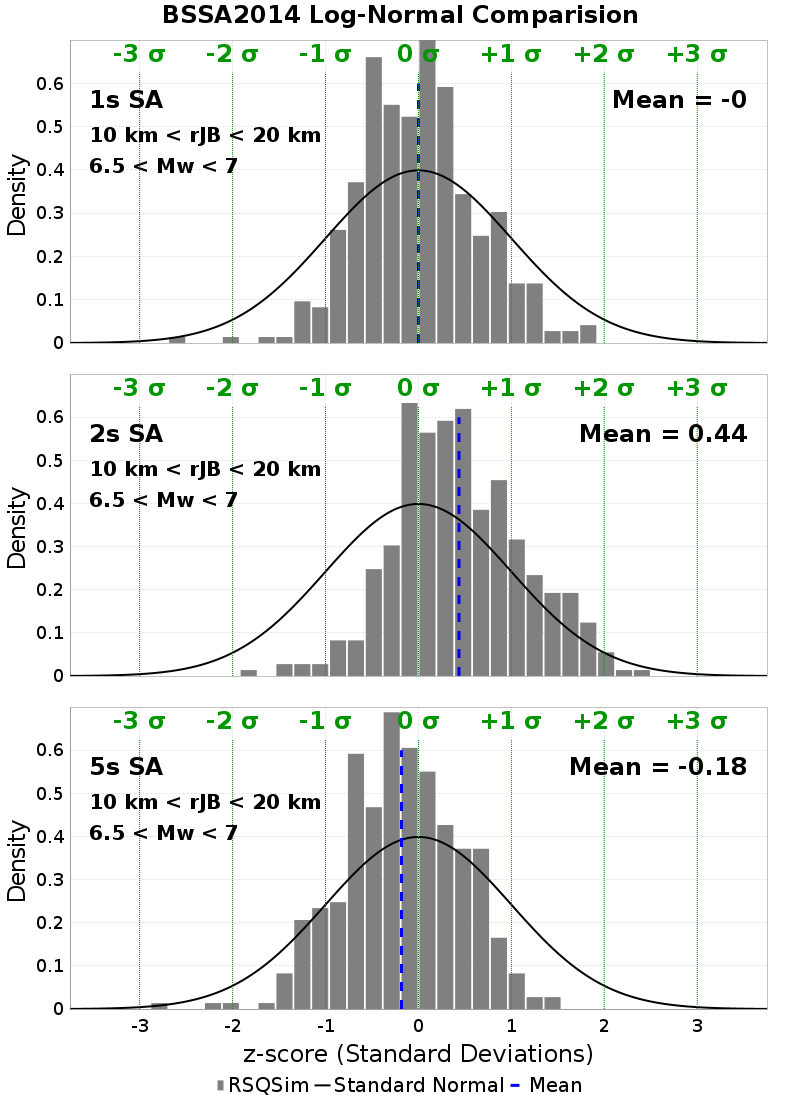 BSSA2014 Log-Normal Comparision
-3 σ -2 σ -1 σ 0 σ +1 σ +2 σ +3 σ
1s SA Mean = -0
10 km < rJB < 20 km
6.5 < Mw < 7
Density
0.6
0.5
0.4
0.3
0.2
0.1
0
-3 σ -2 σ -1 σ 0 σ +1 σ +2 σ +3 σ
2s SA Mean = 0.44
10 km < rJB < 20 km
6.5 < Mw < 7
Density
0.6
0.5
0.4
0.3
0.2
0.1
0
-3 σ -2 σ -1 σ 0 σ +1 σ +2 σ +3 σ
5s SA Mean = -0.18
10 km < rJB < 20 km
6.5 < Mw < 7
Density
0.6
0.5
0.4
0.3
0.2
0.1
0
-3 -2 -1 0 1 2 3
z-score (Standard Deviations)
RSQSim Standard Normal Mean